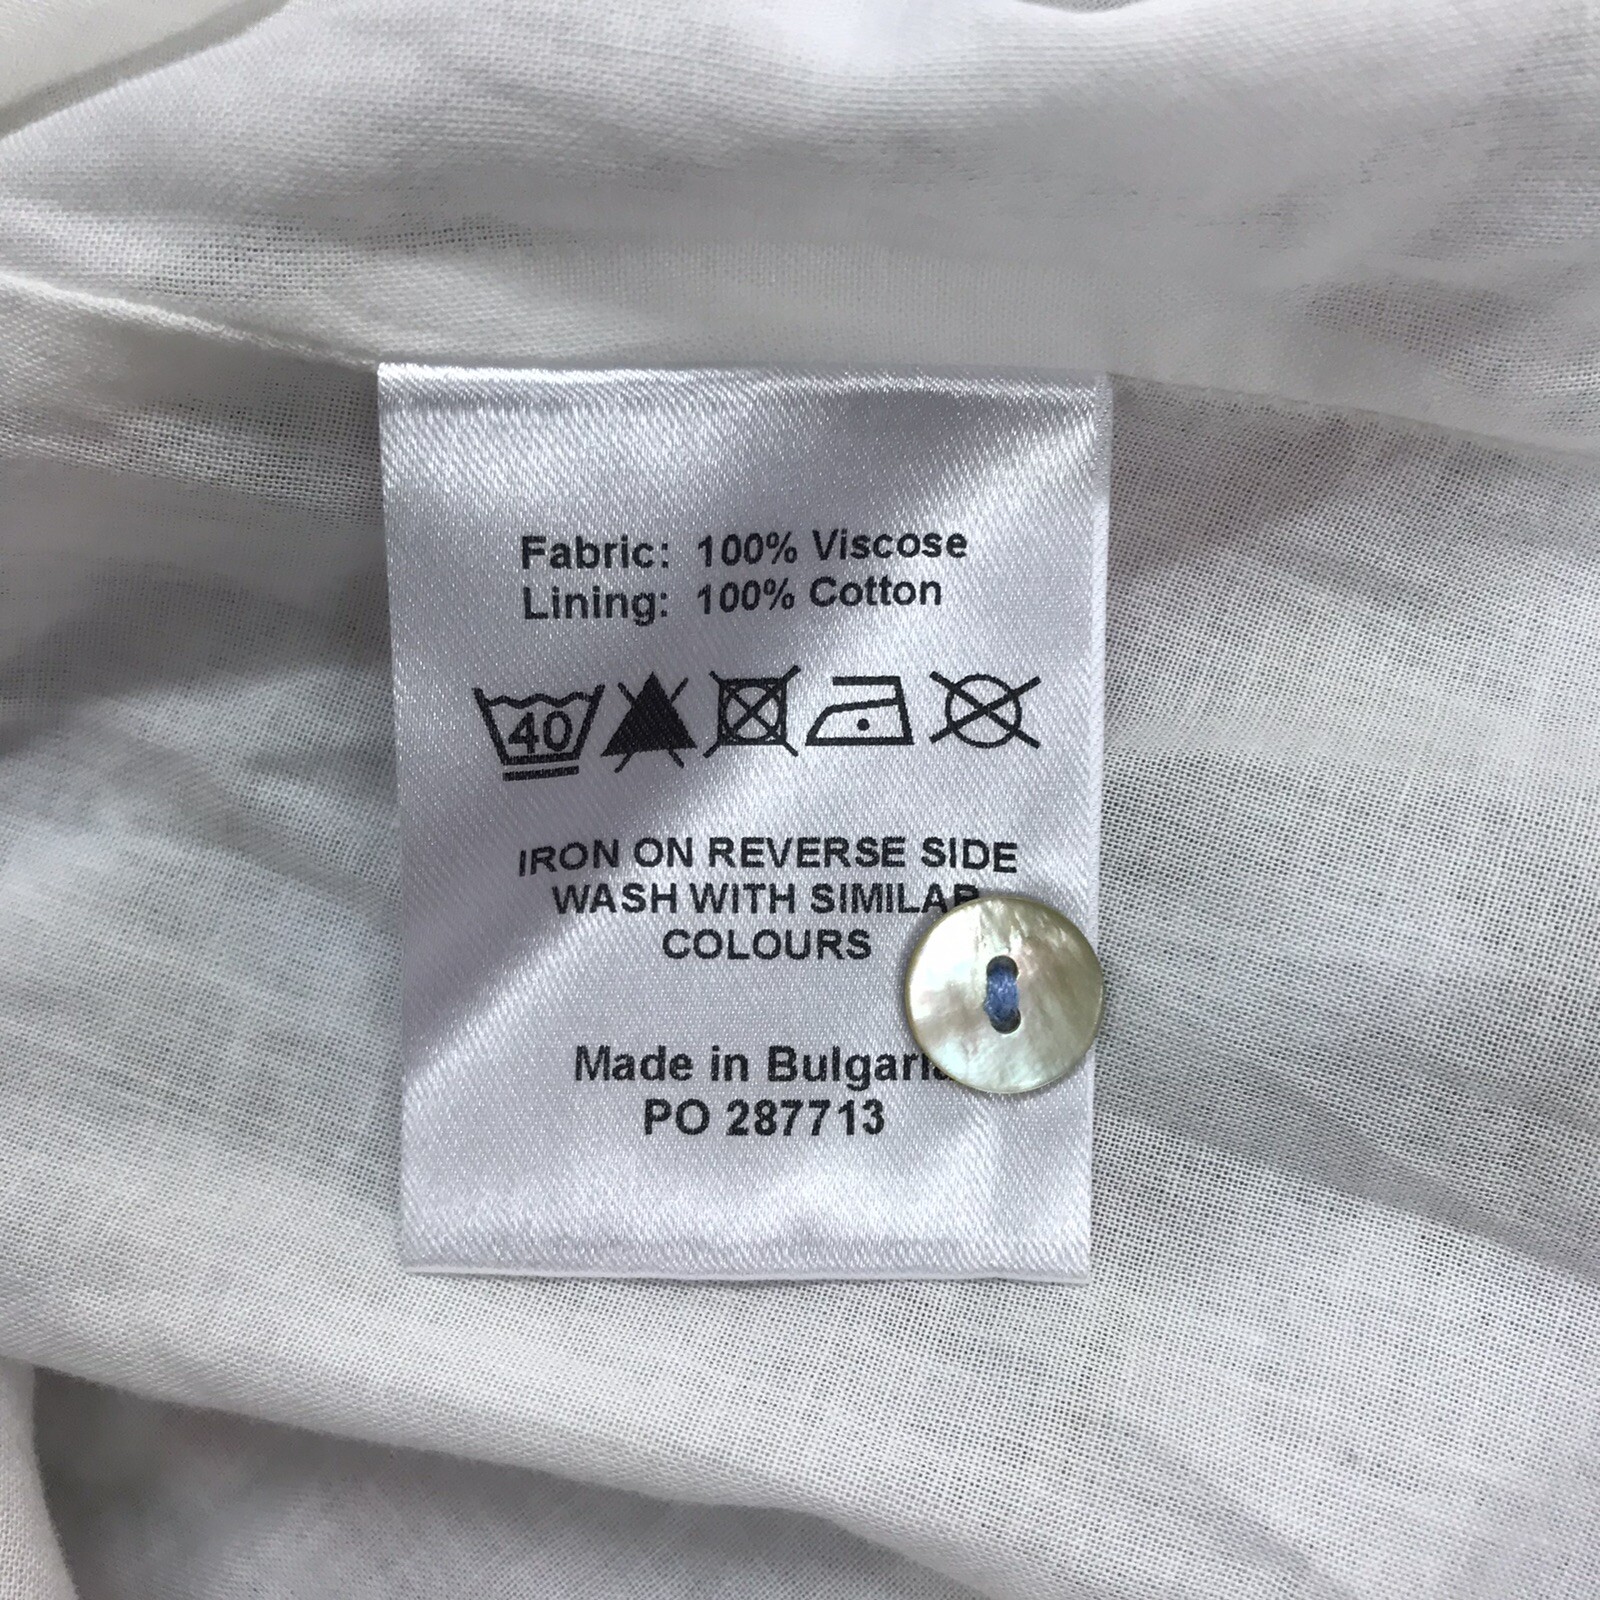 Fabric: 100% Viscose
Lining: 100% Cotton
40
IRON ON REVERSE SIDE
WASH WITH SIMILAR
COLOURS
Made in Bulgaria
PO 287713